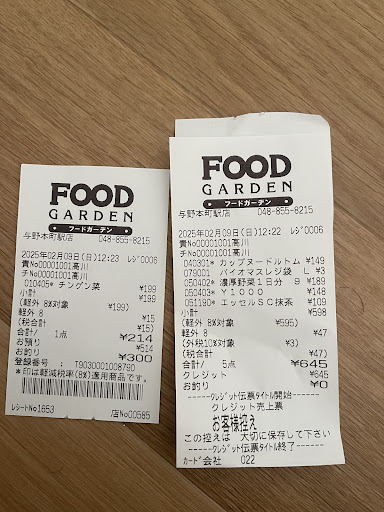 FOOD
GARDEN
フードガーデン
与野本町駅店 048-855-8215
2025年02月09日(日)12:23 ﾚｼﾞ0006
責No00001001髙川
チNo00001001髙川
010405* チンゲン菜 ¥199
小計 ¥199
(軽外 8%対象 ¥199)
軽外 8 ¥15
(税合計 ¥15)
合計/ 1点 ¥214
お預り ¥514
お釣り ¥300
登録番号 T9030001008790
*印は軽減税率(8%)適用商品です。
ﾚｼｰﾄNo1653 店No00585
FOOD
GARDEN
フードガーデン
与野本町駅店 048-855-8215
2025年02月09日(日)12:22 ﾚｼﾞ0006
責No00001001髙川
チNo00001001髙川
040301* カップヌードルトム ¥149
079001 バイオマスレジ袋 L ¥3
050402* 濃厚野菜1日分 9 ¥189
050403* Y1000 ¥148
051190* エッセルSC抹茶 ¥109
小計 ¥598
(軽外 8%対象 ¥595)
軽外 8 ¥47
(外税10%対象 ¥3)
(税合計 ¥47)
合計/ 5点 ¥645
クレジット ¥645
お釣り ¥0
------ｸﾚｼﾞｯﾄ伝票ﾀｲﾄﾙ開始------
クレジット売上票
お客様控え
この控えは 大切に保存して下さい
------ｸﾚｼﾞｯﾄ伝票ﾀｲﾄﾙ終了------
ｶｰﾄﾞ会社 022